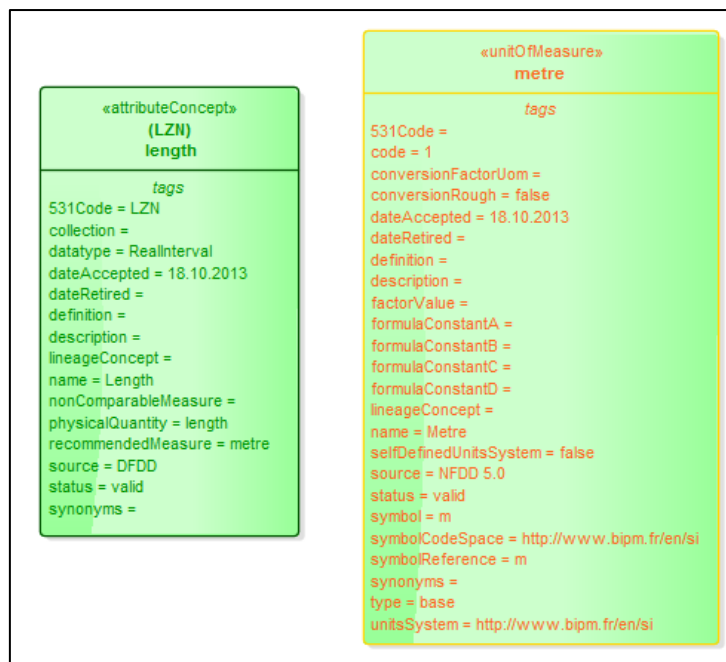 «attributeConcept»
(LZN)
length
tags
531Code = LZN
collection =
datatype = RealInterval
dateAccepted = 18.10.2013
dateRetired =
definition =
description =
lineageConcept =
name = Length
nonComparableMeasure =
physicalQuantity = length
recommendedMeasure = metre
source = DFDD
status = valid
synonyms =
«unitOfMeasure»
metre
tags
531Code =
code = 1
conversionFactorUom =
conversionRough = false
dateAccepted = 18.10.2013
dateRetired =
definition =
description =
factorValue =
formulaConstantA =
formulaConstantB =
formulaConstantC =
formulaConstantD =
lineageConcept =
name = Metre
selfDefinedUnitsSystem = false
source = NFDD 5.0
status = valid
symbol = m
symbolCodeSpace = http://www.bipm.fr/en/si
symbolReference = m
synonyms =
type = base
unitsSystem = http://www.bipm.fr/en/si